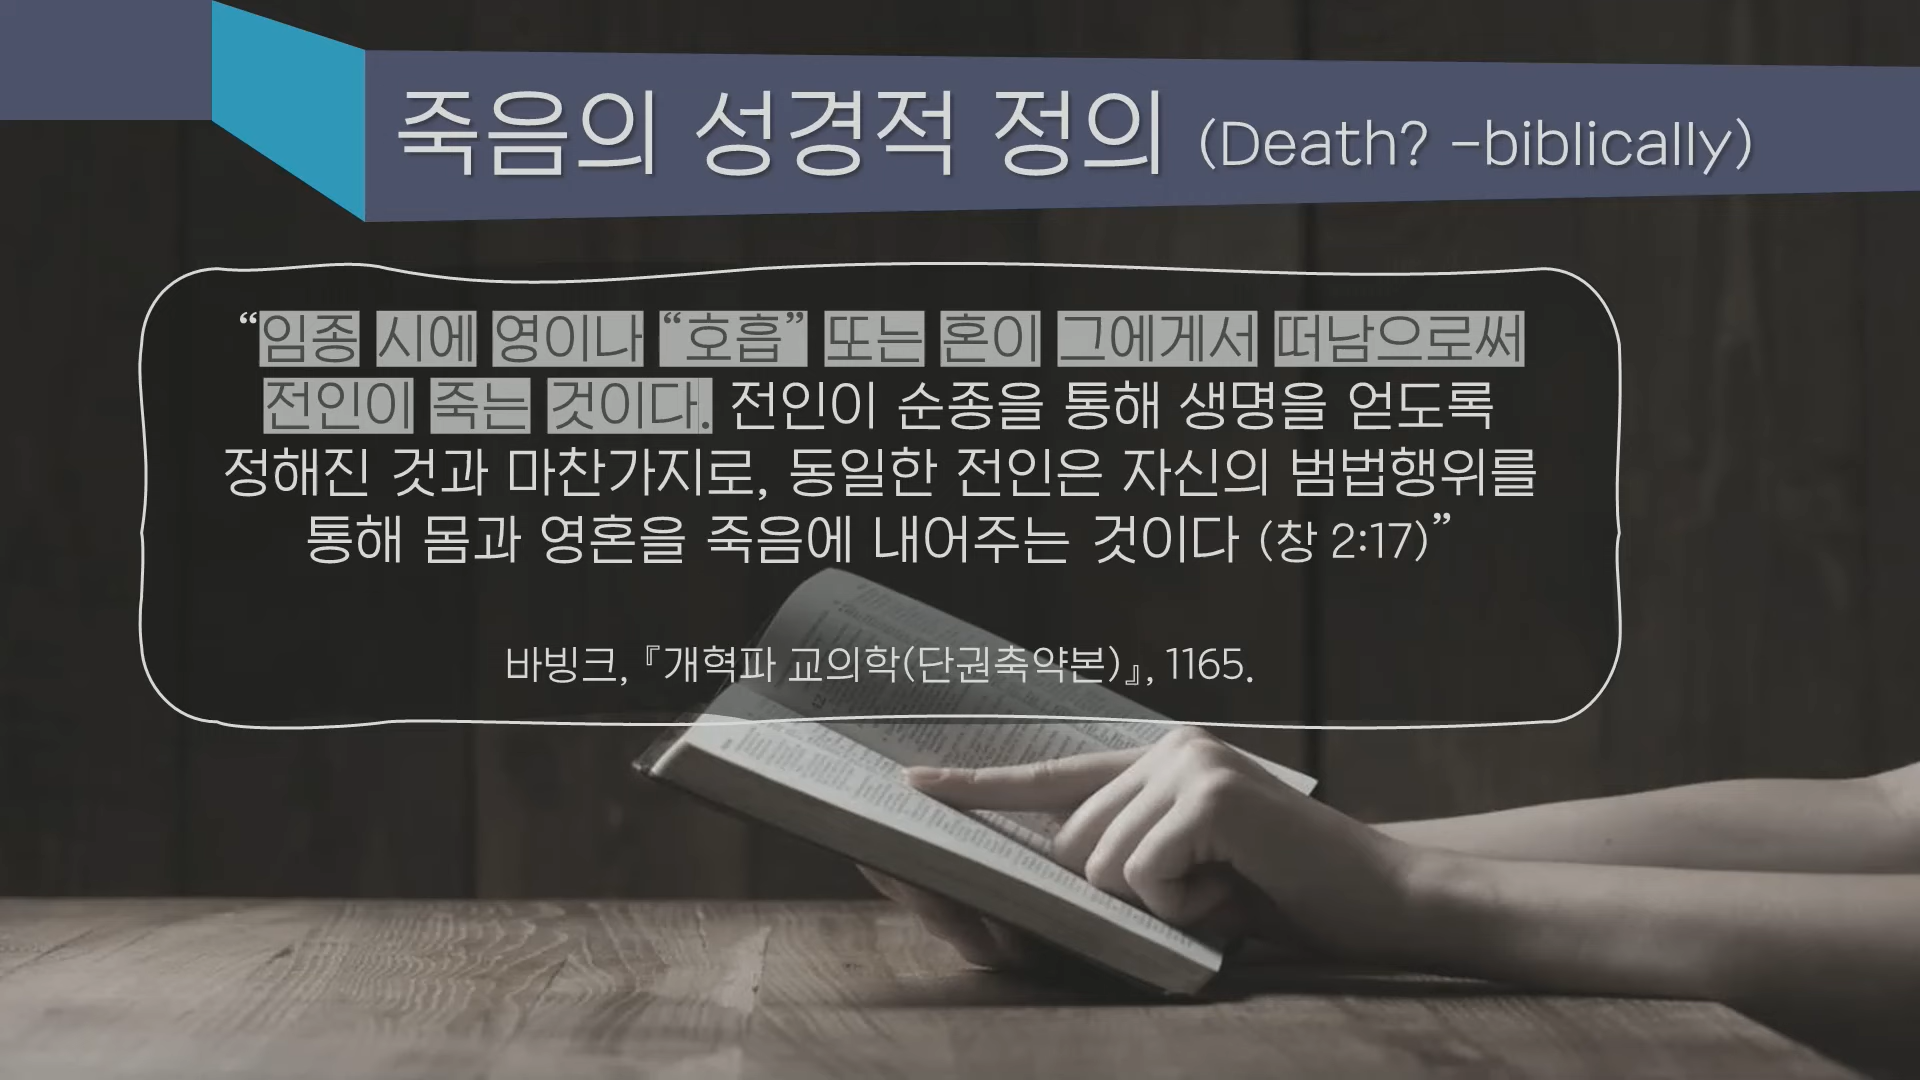 죽음의 성경적 정의 (Death? -biblically)
“임종 시에 영이나 “호흡” 또는 혼이 그에게서 떠남으로써
전인이 죽는 것이다. 전인이 순종을 통해 생명을 얻도록
정해진 것과 마찬가지로, 동일한 전인은 자신의 범법행위를
통해 몸과 영혼을 죽음에 내어주는 것이다 (창 2:17)”
바빙크, 『개혁파 교의학(단권축약본)』, 1165.